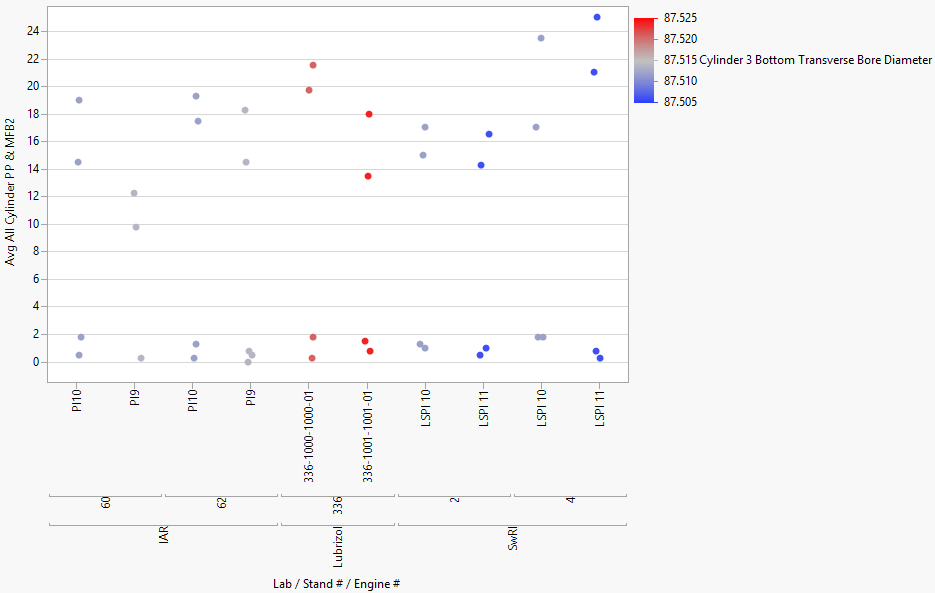 Avg All Cylinder PP & MFB2
24
22
20
18
16
14
12
10
8
6
4
2
0
87.525
87.520
87.515
87.510
87.505
Cylinder 3 Bottom Transverse Bore Diameter
PI10
PI9
PI10
PI9
336-1000-1000-01
336-1001-1001-01
LSPI 10
LSPI 11
LSPI 10
LSPI 11
60
62
336
2
4
IAR
Lubrizol
SwRI
Lab / Stand # / Engine #